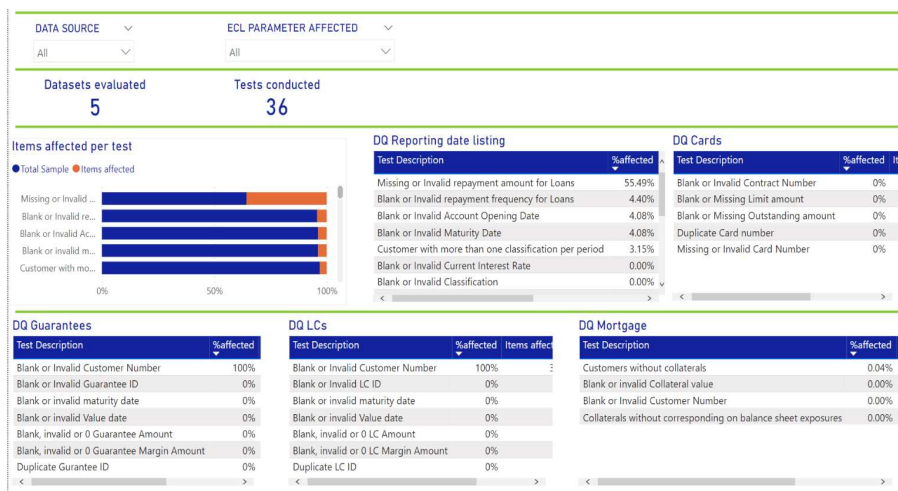 DATA SOURCE
ECL PARAMETER AFFECTED
All
All
Datasets evaluated
5
Tests conducted
36
Items affected per test
Total Sample Items affected
Missing or Invalid ...
Blank or Invalid re...
Blank or Invalid Ac...
Blank or invalid m...
Customer with mo...
0% 50% 100%
DQ Reporting date listing
Test Description %affected
Missing or Invalid repayment amount for Loans 55.49%
Blank or Invalid repayment frequency for Loans 4.40%
Blank or Invalid Account Opening Date 4.08%
Blank or Invalid Maturity Date 4.08%
Customer with more than one classification per period 3.15%
Blank or Invalid Current Interest Rate 0.00%
Blank or Invalid Classification 0.00%
DQ Cards
Test Description %affected It
Blank or Invalid Contract Number 0%
Blank or Missing Limit amount 0%
Blank or Missing Outstanding amount 0%
Duplicate Card number 0%
Missing or Invalid Card Number 0%
DQ Guarantees
Test Description %affected
Blank or Invalid Customer Number 100%
Blank or Invalid Guarantee ID 0%
Blank or invalid maturity date 0%
Blank or invalid Value date 0%
Blank, invalid or 0 Guarantee Amount 0%
Blank, invalid or 0 Guarantee Margin Amount 0%
Duplicate Gurantee ID 0%
DQ LCs
Test Description %affected Items affect
Blank or Invalid Customer Number 100%
Blank or Invalid LC ID 0%
Blank or invalid maturity date 0%
Blank or invalid Value date 0%
Blank, invalid or 0 LC Amount 0%
Blank, invalid or 0 LC Margin Amount 0%
Duplicate LC ID 0%
DQ Mortgage
Test Description %affected
Customers without collaterals 0.04%
Blank or invalid Collateral value 0.00%
Blank or Invalid Customer Number 0.00%
Collaterals without corresponding on balance sheet exposures 0.00%